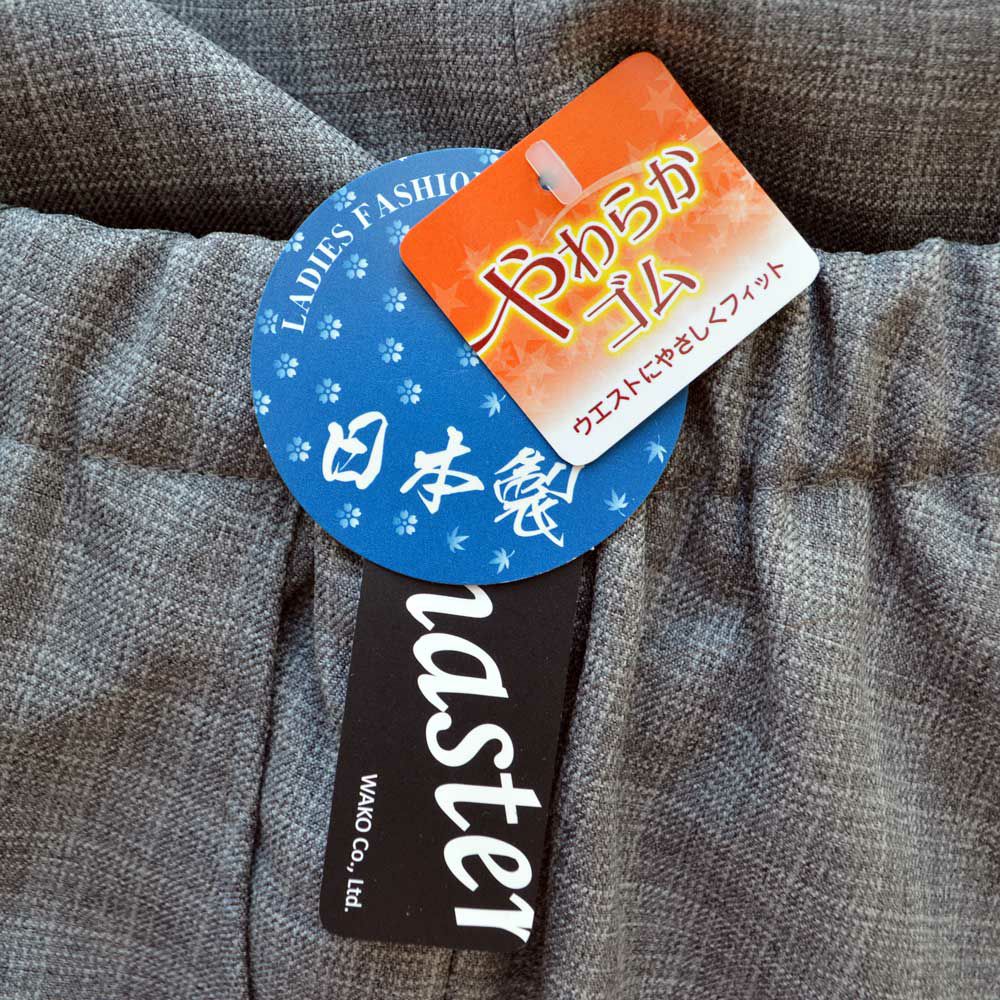 LADIES FASHION
やわらか
ゴム
ウエストにやさしくフィット
日本製
WAKO Co., Ltd.